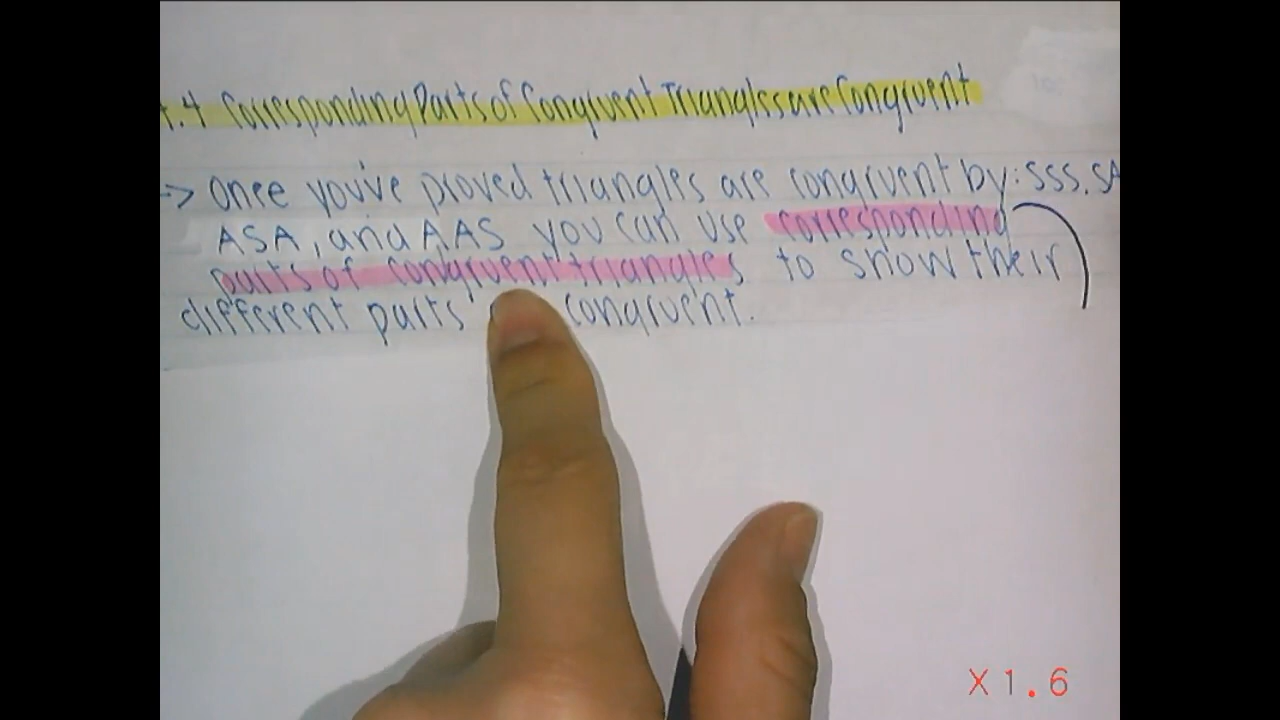 .4 Corresponding Parts of Congruent Triangles are Congruent
-> Once you've proved triangles are congruent by: SSS, SA
ASA, and AAS you can use corresponding
parts of congruent triangles to show their
different parts congruent.
X1.6